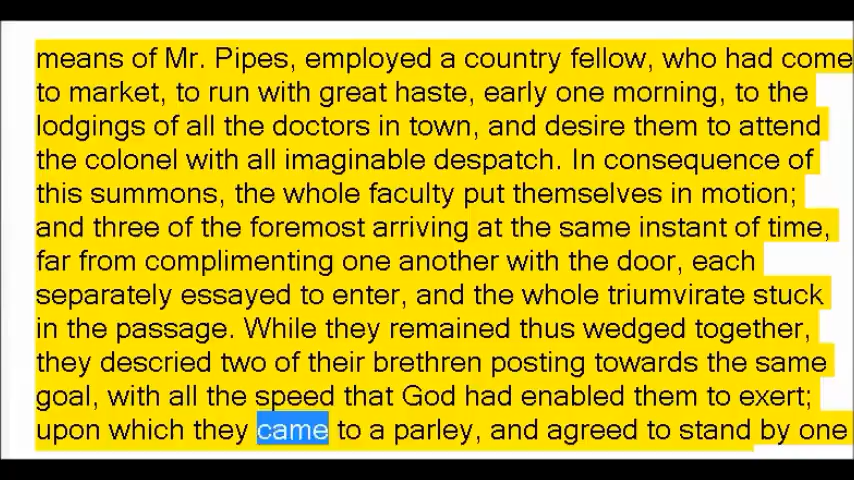 means of Mr. Pipes, employed a country fellow, who had come
to market, to run with great haste, early one morning, to the
lodgings of all the doctors in town, and desire them to attend
the colonel with all imaginable despatch. In consequence of
this summons, the whole faculty put themselves in motion;
and three of the foremost arriving at the same instant of time,
far from complimenting one another with the door, each
separately essayed to enter, and the whole triumvirate stuck
in the passage. While they remained thus wedged together,
they descried two of their brethren posting towards the same
goal, with all the speed that God had enabled them to exert;
upon which they came to a parley, and agreed to stand by one